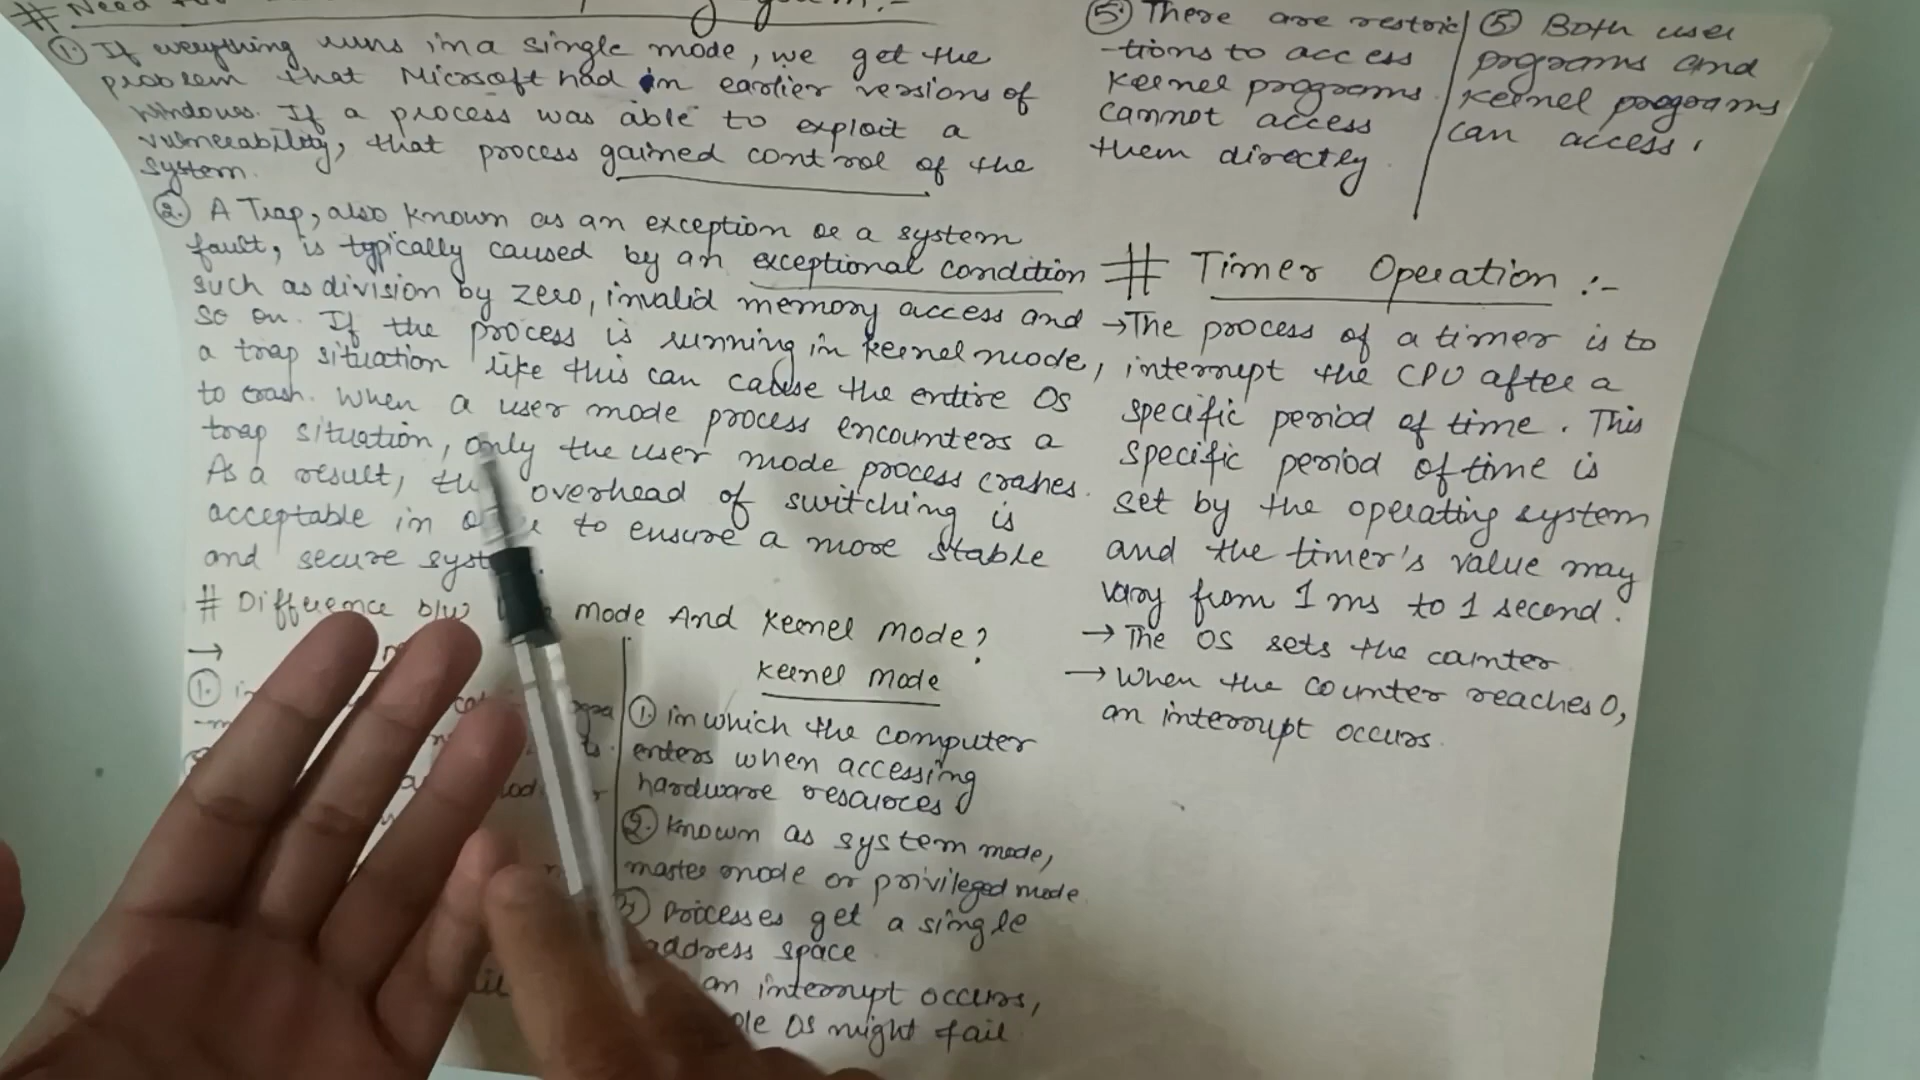 # Need
① If everything runs in a single mode, we get the
problem that Microsoft had in earlier versions of
windows. If a process was able to exploit a
vulnerability, that process gained control of the
system.
②. A Trap, also known as an exception or a system
fault, is typically caused by an exceptional condition
such as division by zero, invalid memory access and
so on. If the process is running in kernel mode,
a trap situation like this can cause the entire OS
to crash. When a user mode process encounters a
trap situation, only the user mode process crashes.
As a result, the overhead of switching is
acceptable in to ensure a more stable
and secure
# Difference b/w mode And Kernel mode?
→
①.
Kernel mode
① in which the computer
enters when accessing
hardware resources
②. Known as system mode,
master mode or privileged mode
Processes get a single
address space
an interrupt occurs,
OS might fail
⑤ There are restric
-tions to access
kernel programs.
cannot access
them directly.
⑤ Both user
programs and
kernel programs
can access.
# Timer Operation :-
→The process of a timer is to
interrupt the CPU after a
specific period of time. This
specific period of time is
set by the operating system
and the timer's value may
vary from 1 ms to 1 second.
→ The OS sets the counter
→ When the counter reaches 0,
an interrupt occurs.